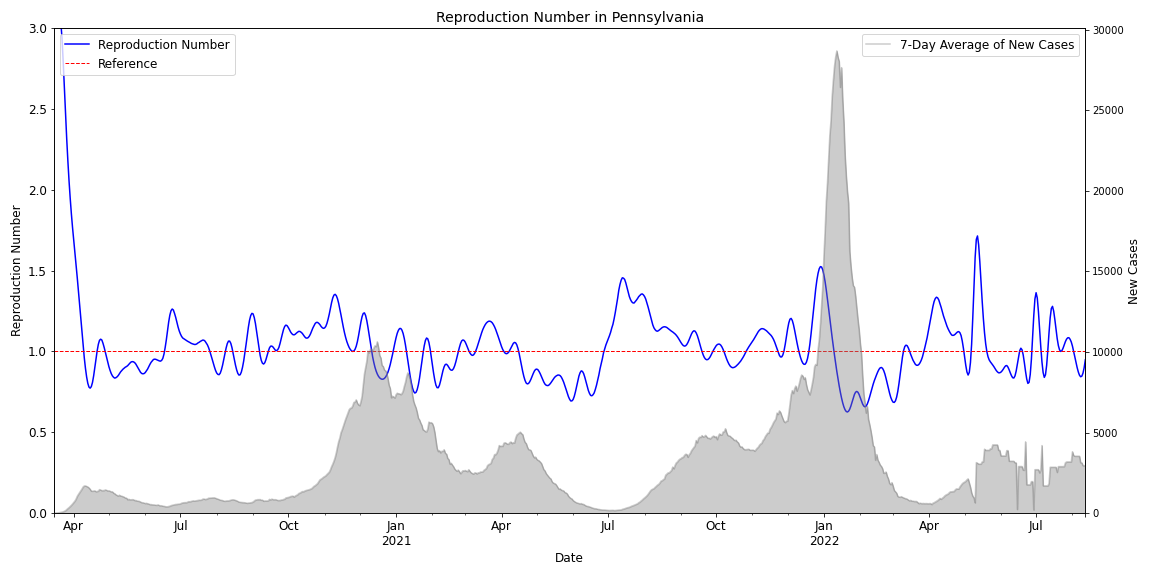 Reproduction Number in Pennsylvania
Reproduction Number
Reference
7-Day Average of New Cases
3.0
2.5
2.0
1.5
1.0
0.5
0.0
Reproduction Number
30000
25000
20000
15000
10000
5000
0
New Cases
Apr Jul Oct Jan Apr Jul Oct Jan Apr Jul
2021 2022
Date